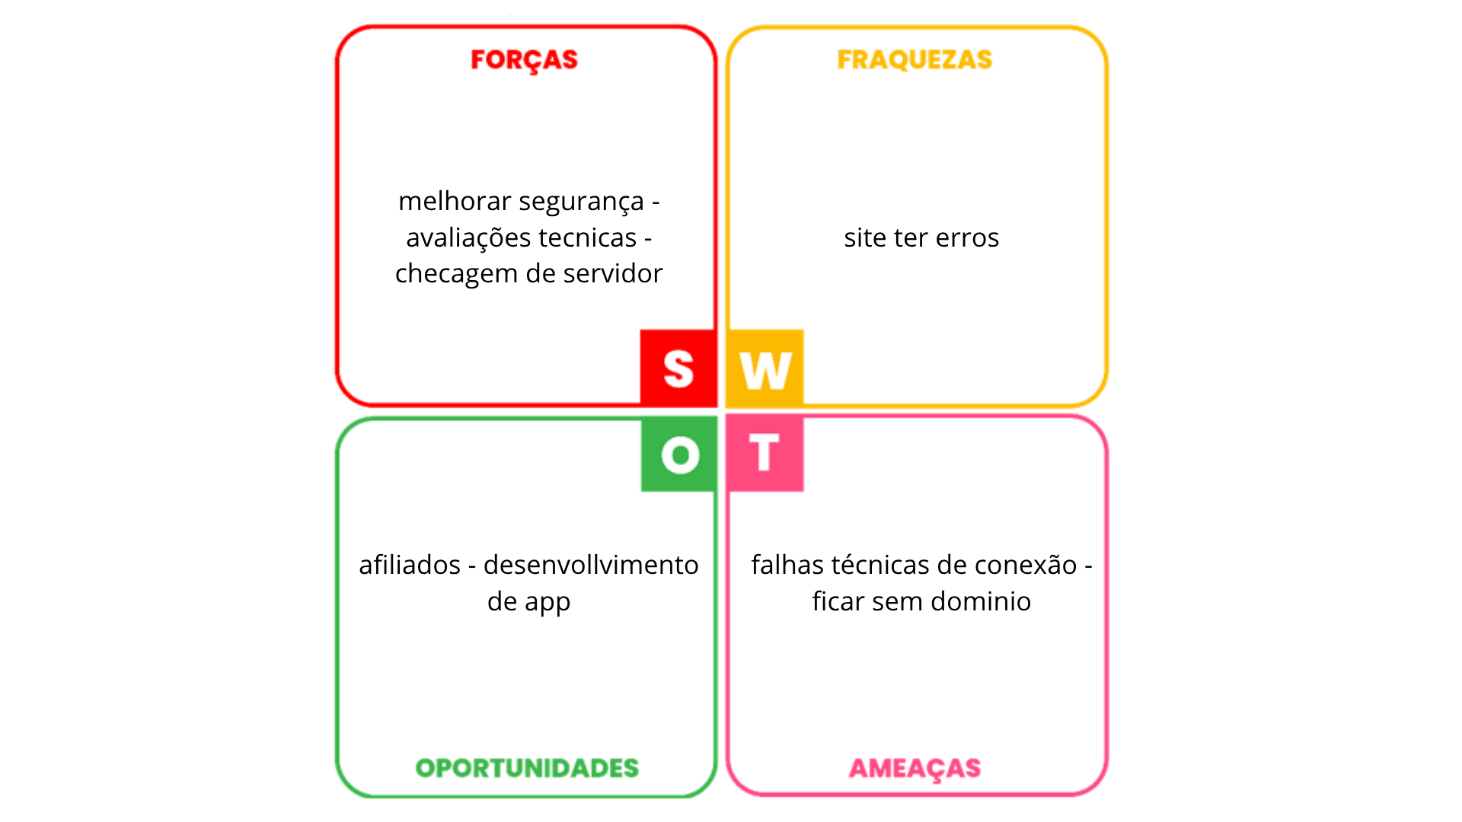 FORÇAS
melhorar segurança -
avaliações tecnicas -
checagem de servidor
S
FRAQUEZAS
site ter erros
W
O
afiliados - desenvollvimento
de app
OPORTUNIDADES
T
falhas técnicas de conexão -
ficar sem dominio
AMEAÇAS